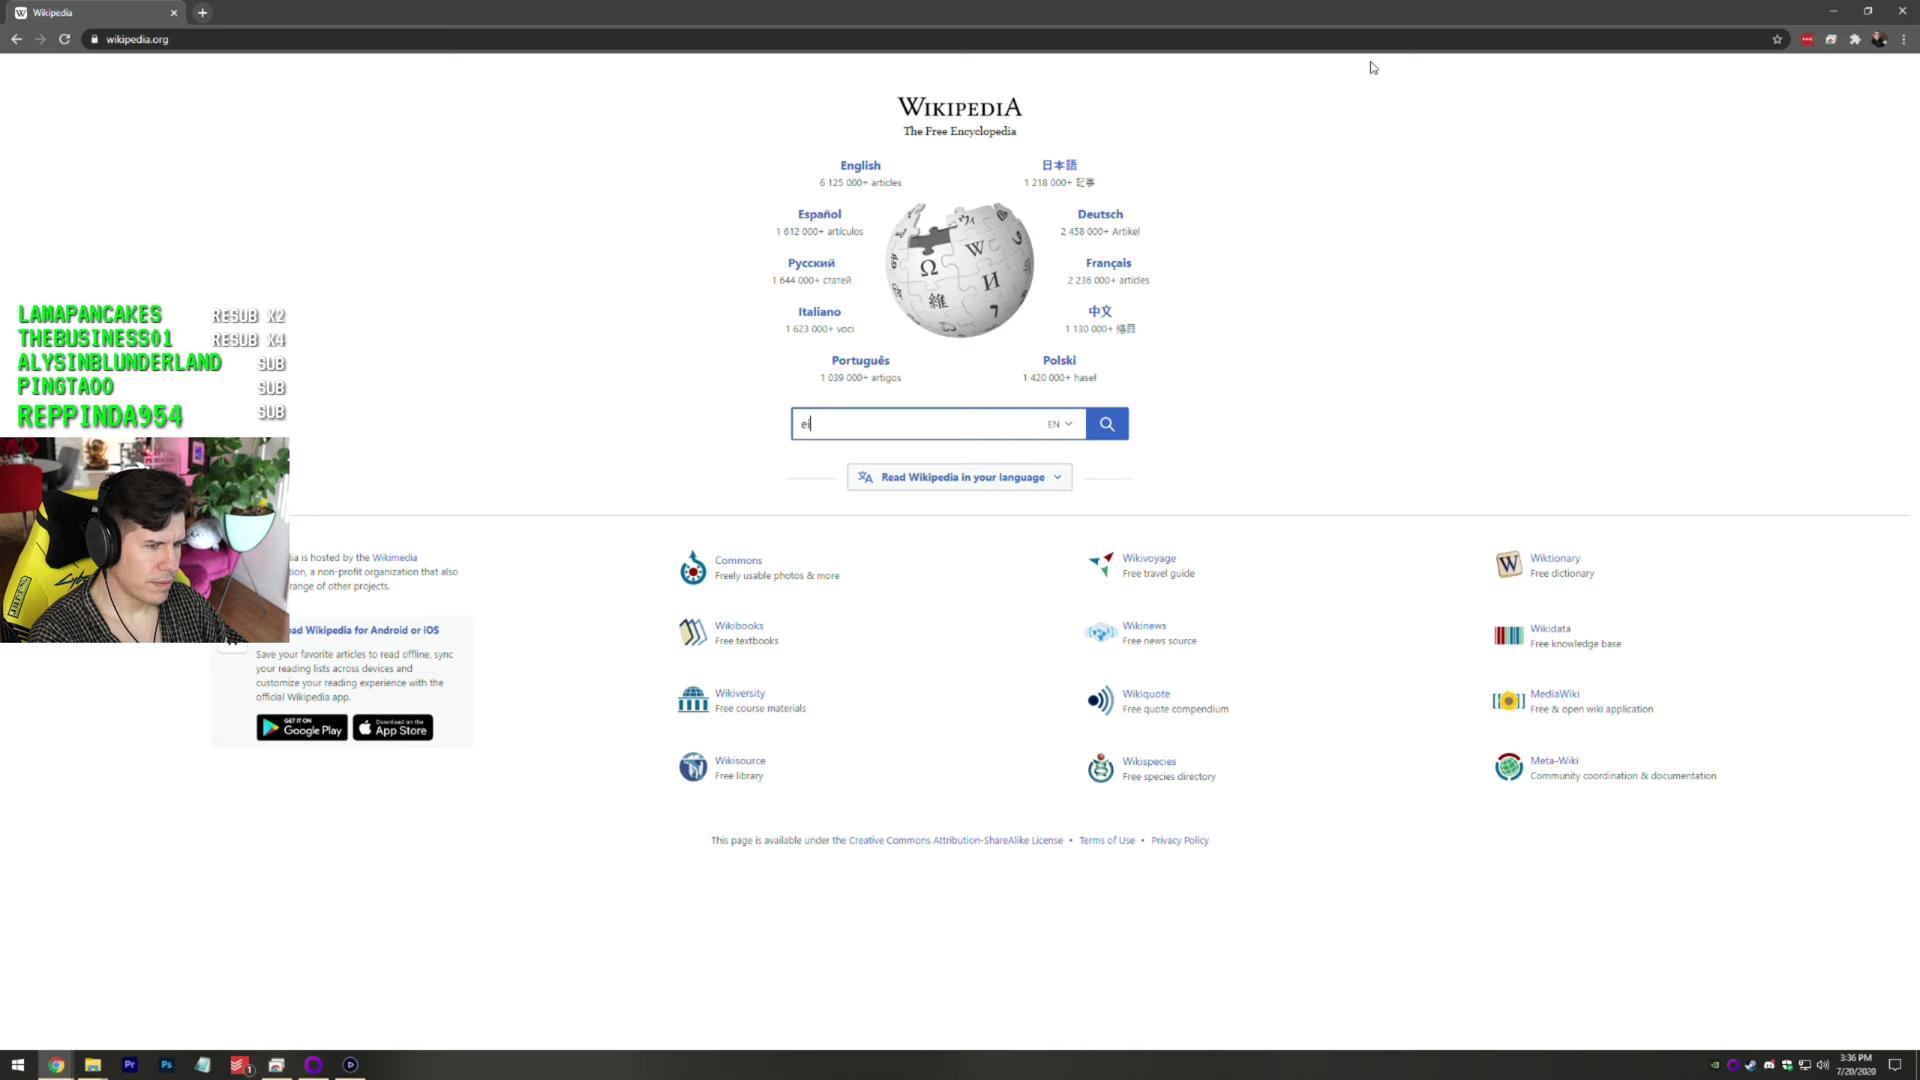 Wikipedia
wikipedia.org
WIKIPEDIA
The Free Encyclopedia
English
6 125 000+ articles
日本語
1 218 000+ 記事
Español
1 612 000+ artículos
Deutsch
2 458 000+ Artikel
Русский
1 644 000+ статей
Français
2 236 000+ articles
Italiano
1 623 000+ voci
中文
1 130 000+ 條目
Português
1 039 000+ artigos
Polski
1 420 000+ haseł
ei
EN
Read Wikipedia in your language
LAMAPANCAKES RESUB X2
THEBUSINESS01 RESUB X4
ALYSINBLUNDERLAND SUB
PINGTAOO SUB
REPPINDA954 SUB
ia is hosted by the Wikimedia
tion, a non-profit organization that also
range of other projects.
ad Wikipedia for Android or iOS
Save your favorite articles to read offline, sync
your reading lists across devices and
customize your reading experience with the
official Wikipedia app.
GET IT ON
Google Play
Download on the
App Store
Commons
Freely usable photos & more
Wikivoyage
Free travel guide
Wiktionary
Free dictionary
Wikibooks
Free textbooks
Wikinews
Free news source
Wikidata
Free knowledge base
Wikiversity
Free course materials
Wikiquote
Free quote compendium
MediaWiki
Free & open wiki application
Wikisource
Free library
Wikispecies
Free species directory
Meta-Wiki
Community coordination & documentation
This page is available under the Creative Commons Attribution-ShareAlike License • Terms of Use • Privacy Policy
Pr
Ps
1
3:36 PM
7/20/2020